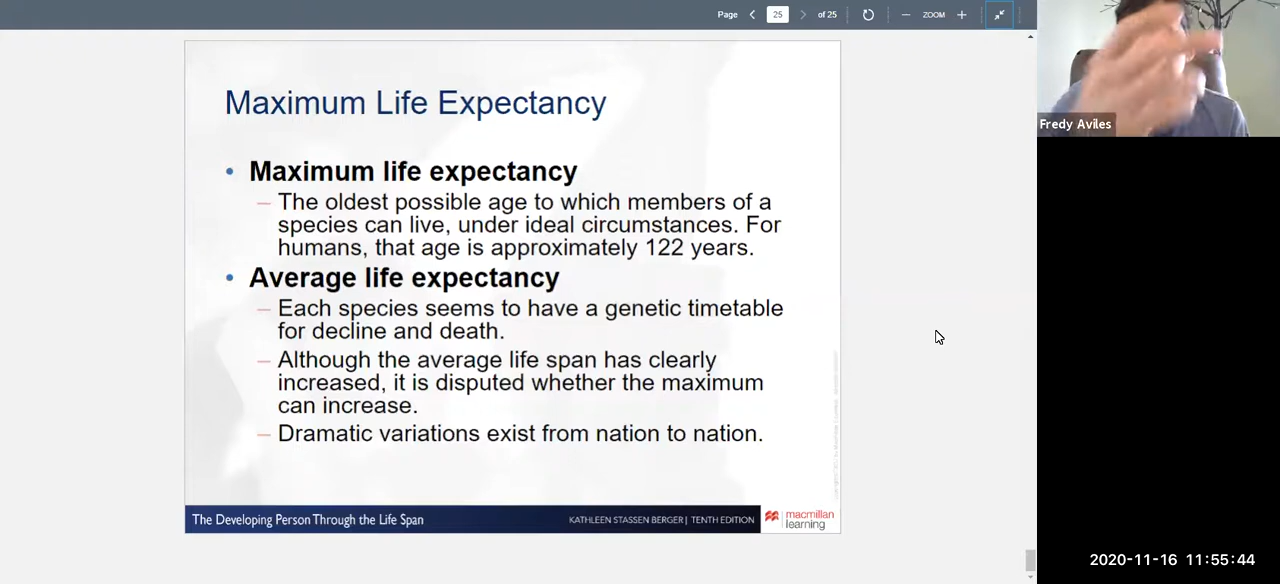 Page 25 of 25 ZOOM
Maximum Life Expectancy
• Maximum life expectancy
– The oldest possible age to which members of a
species can live, under ideal circumstances. For
humans, that age is approximately 122 years.
• Average life expectancy
– Each species seems to have a genetic timetable
for decline and death.
– Although the average life span has clearly
increased, it is disputed whether the maximum
can increase.
– Dramatic variations exist from nation to nation.
The Developing Person Through the Life Span
KATHLEEN STASSEN BERGER | TENTH EDITION
macmillan
learning
Fredy Aviles
2020-11-16 11:55:44